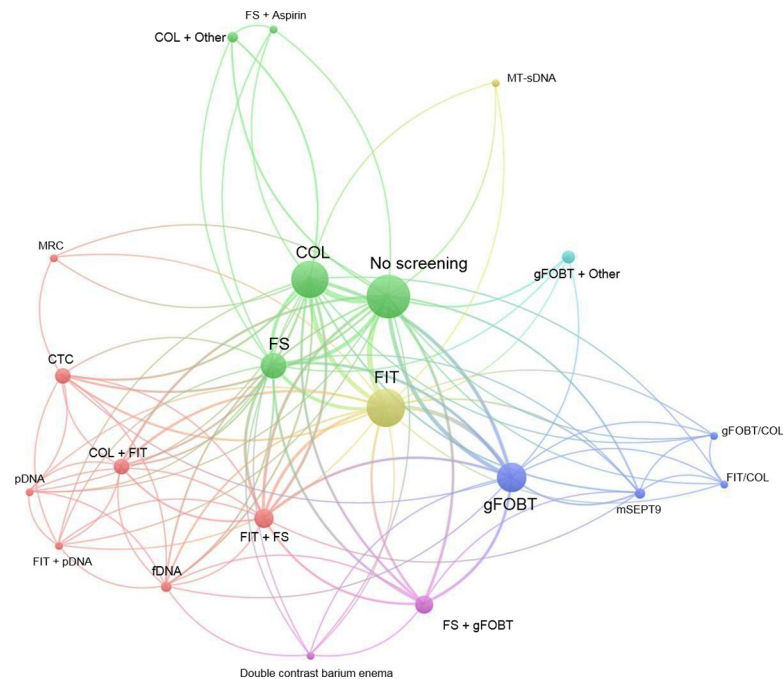 FS + Aspirin
COL + Other
MT-sDNA
MRC
COL
No screening
gFOBT + Other
FS
CTC
FIT
gFOBT/COL
COL + FIT
pDNA
FIT/COL
gFOBT
mSEPT9
FIT + FS
FIT + pDNA
fDNA
FS + gFOBT
Double contrast barium enema